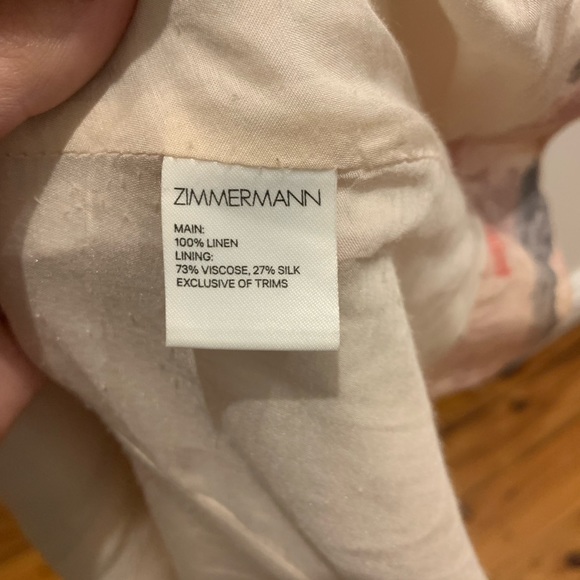 ZIMMERMANN
MAIN:
100% LINEN
LINING:
73% VISCOSE, 27% SILK
EXCLUSIVE OF TRIMS